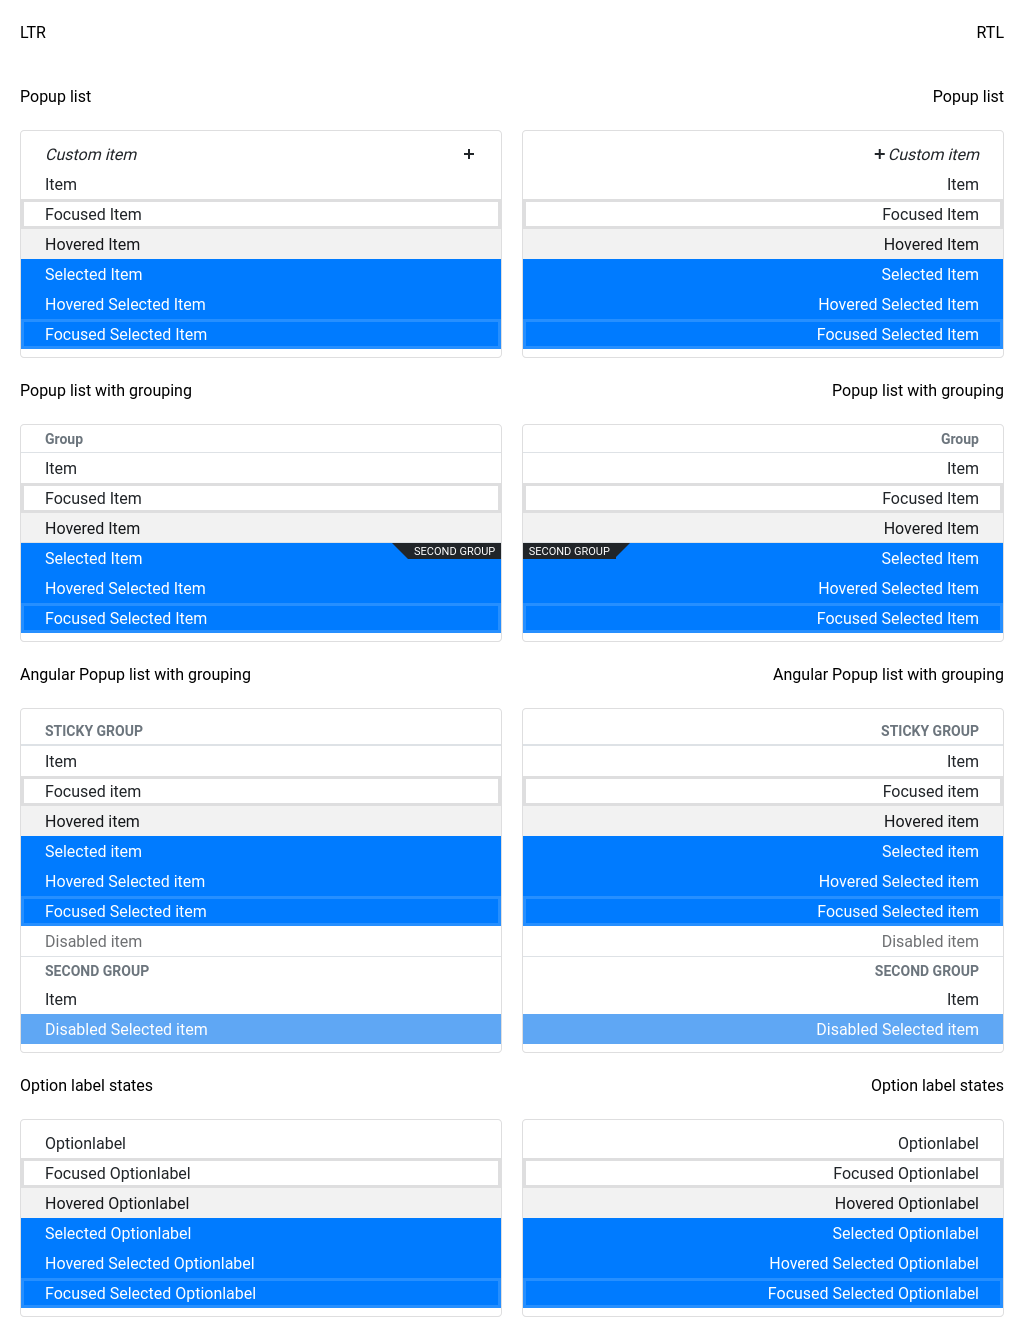 LTR RTL
Popup list Popup list
Custom item + + Custom item
Item Item
Focused Item Focused Item
Hovered Item Hovered Item
Selected Item Selected Item
Hovered Selected Item Hovered Selected Item
Focused Selected Item Focused Selected Item
Popup list with grouping Popup list with grouping
Group Group
Item Item
Focused Item Focused Item
Hovered Item Hovered Item
Selected Item SECOND GROUP SECOND GROUP Selected Item
Hovered Selected Item Hovered Selected Item
Focused Selected Item Focused Selected Item
Angular Popup list with grouping Angular Popup list with grouping
STICKY GROUP STICKY GROUP
Item Item
Focused item Focused item
Hovered item Hovered item
Selected item Selected item
Hovered Selected item Hovered Selected item
Focused Selected item Focused Selected item
Disabled item Disabled item
SECOND GROUP SECOND GROUP
Item Item
Disabled Selected item Disabled Selected item
Option label states Option label states
Optionlabel Optionlabel
Focused Optionlabel Focused Optionlabel
Hovered Optionlabel Hovered Optionlabel
Selected Optionlabel Selected Optionlabel
Hovered Selected Optionlabel Hovered Selected Optionlabel
Focused Selected Optionlabel Focused Selected Optionlabel